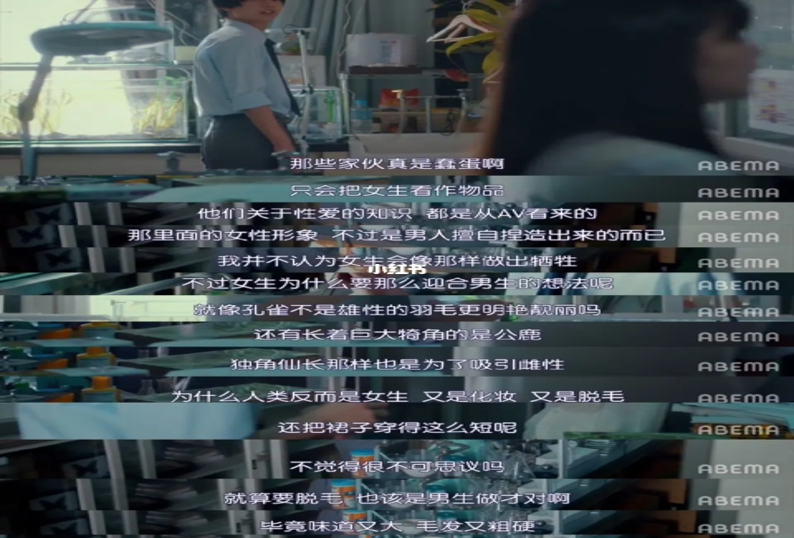 那些家伙真是蠢蛋啊
ABEMA
只会把女生看作物品
ABEMA
他们关于性爱的知识 都是从AV看来的
ABEMA
那里面的女性形象 不过是男人擅自捏造出来的而已
ABEMA
我并不认为女生会像那样做出牺牲
ABEMA
小红书
不过女生为什么要那么迎合男生的想法呢
ABEMA
就像孔雀不是雄性的羽毛更明艳靓丽吗
ABEMA
还有长着巨大犄角的是公鹿
ABEMA
独角仙长那样也是为了吸引雌性
ABEMA
为什么人类反而是女生 又是化妆 又是脱毛
ABEMA
还把裙子穿得这么短呢
ABEMA
不觉得很不可思议吗
ABEMA
就算要脱毛 也该是男生做才对啊
ABEMA
毕竟味道又大 毛发又粗硬
ABEMA